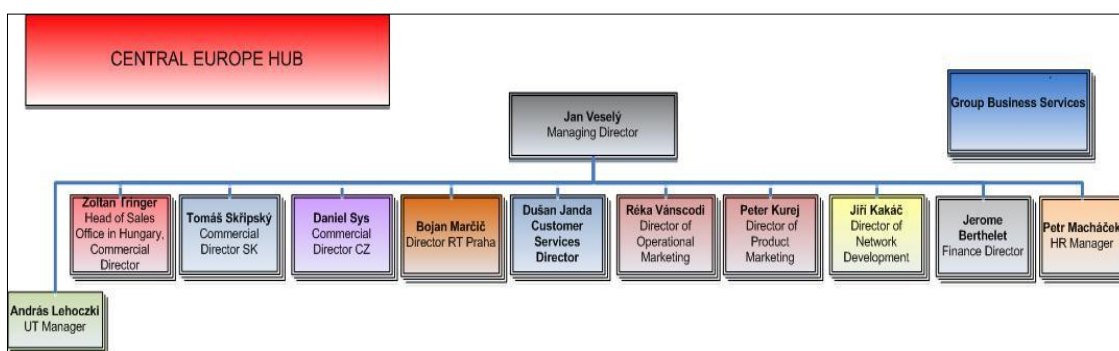 CENTRAL EUROPE HUB
Group Business Services
Jan Veselý
Managing Director
Zoltan Tringer
Head of Sales
Office in Hungary,
Commercial
Director
Tomáš Skřipský
Commercial
Director SK
Daniel Sys
Commercial
Director CZ
Bojan Marčič
Director RT Praha
Dušan Janda
Customer
Services
Director
Réka Vánscodi
Director of
Operational
Marketing
Peter Kurej
Director of
Product
Marketing
Jiří Kakáč
Director of
Network
Development
Jerome
Berthelet
Finance Director
Petr Macháček
HR Manager
András Lehoczki
UT Manager